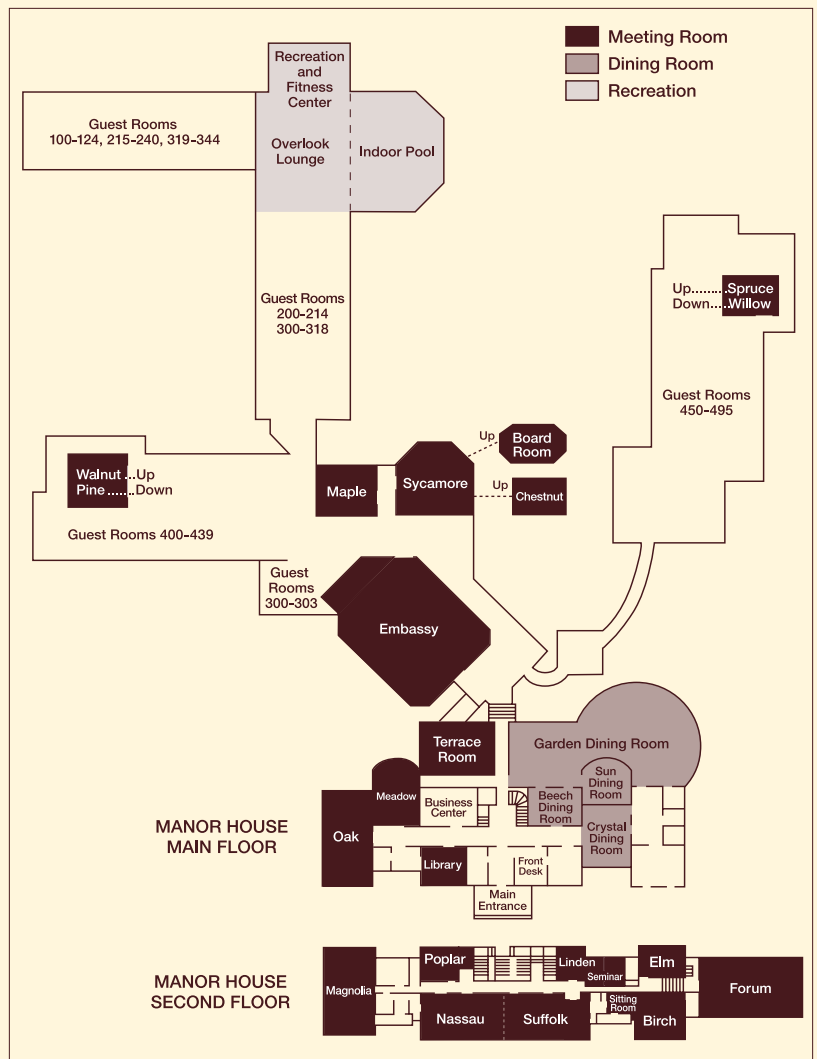 Meeting Room
Dining Room
Recreation
Recreation
and
Fitness
Center
Guest Rooms
100-124, 215-240, 319-344
Overlook
Lounge
Indoor Pool
Guest Rooms
200-214
300-318
Up........Spruce
Down.....Willow
Guest Rooms
450-495
Up
Board
Room
Walnut...Up
Pine......Down
Maple
Sycamore
Up
Chestnut
Guest Rooms 400-439
Guest
Rooms
300-303
Embassy
Terrace
Room
Garden Dining Room
Sun
Dining
Room
Meadow
Business
Center
Beech
Dining
Room
MANOR HOUSE
MAIN FLOOR
Oak
Crystal
Dining
Room
Library
Front
Desk
Main
Entrance
MANOR HOUSE
SECOND FLOOR
Magnolia
Poplar
Linden
Seminar
Elm
Forum
Sitting
Room
Nassau
Suffolk
Birch